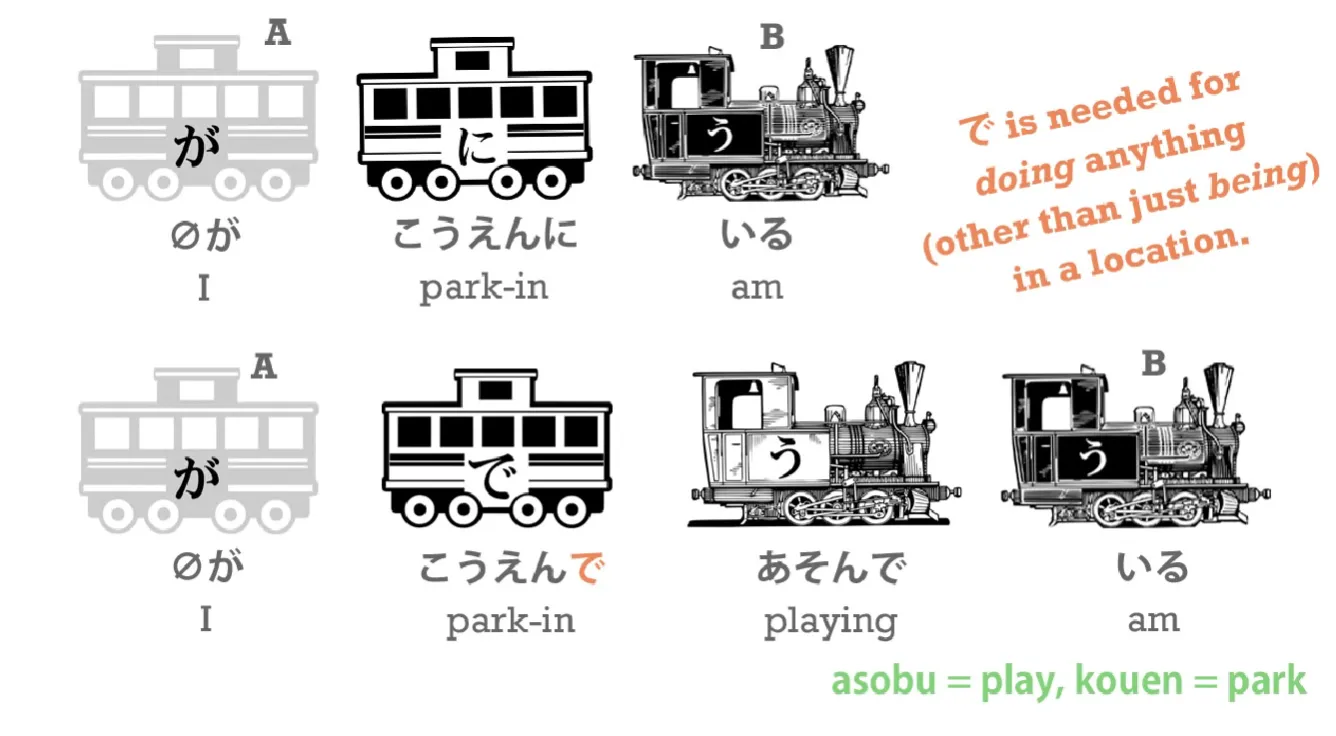 A
B
が
に
う
∅が
こうえんに
いる
I
park-in
am
で is needed for
doing anything
(other than just being)
in a location.
A
B
が
で
う
う
∅が
こうえんで
あそんで
いる
I
park-in
playing
am
asobu = play, kouen = park